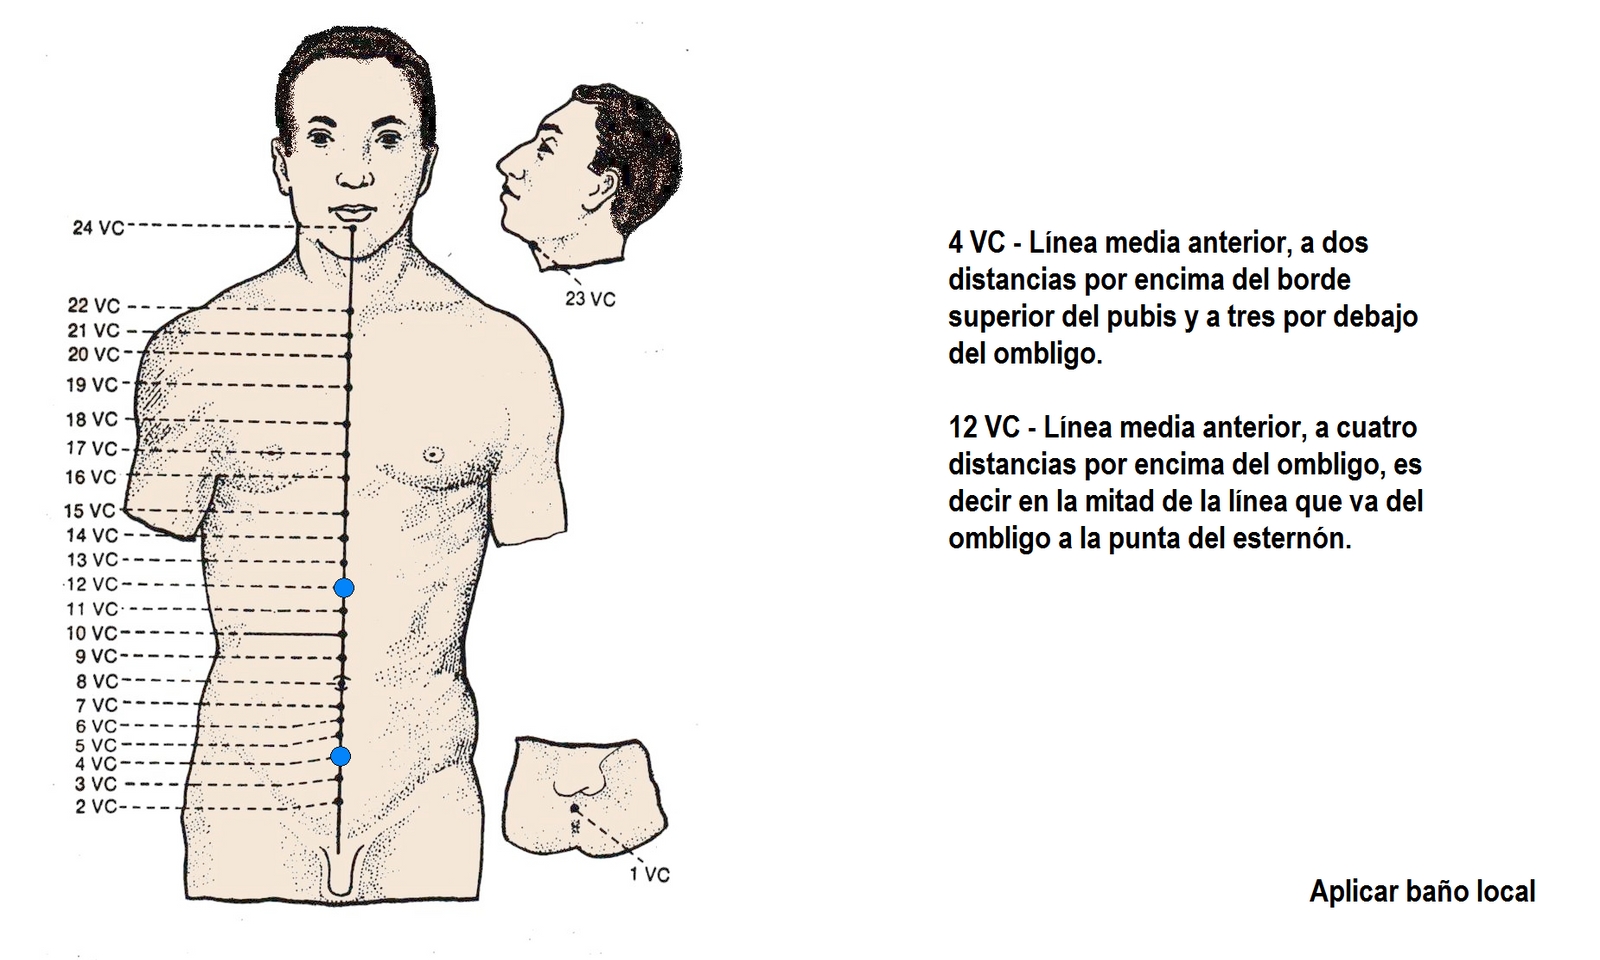 24 VC
22 VC
21 VC
20 VC
19 VC
18 VC
17 VC
16 VC
15 VC
14 VC
13 VC
12 VC
11 VC
10 VC
9 VC
8 VC
7 VC
6 VC
5 VC
4 VC
3 VC
2 VC
23 VC
1 VC
4 VC - Línea media anterior, a dos
distancias por encima del borde
superior del pubis y a tres por debajo
del ombligo.
12 VC - Línea media anterior, a cuatro
distancias por encima del ombligo, es
decir en la mitad de la línea que va del
ombligo a la punta del esternón.
Aplicar baño local